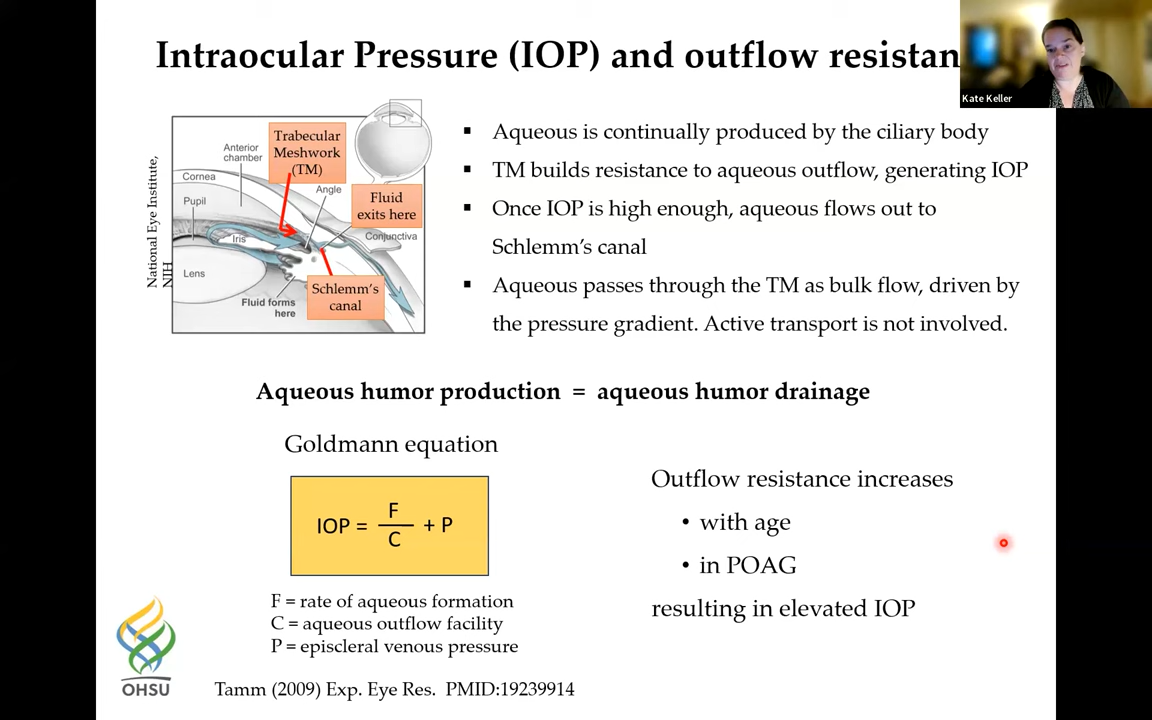 Intraocular Pressure (IOP) and outflow resistan
Kate Keller
National Eye Institute,
NIH
Trabecular
Meshwork
(TM)
Anterior
chamber
Cornea
Angle
Pupil
Fluid
exits here
Iris
Conjunctiva
Lens
Schlemm's
canal
Fluid forms
here
▪ Aqueous is continually produced by the ciliary body
▪ TM builds resistance to aqueous outflow, generating IOP
▪ Once IOP is high enough, aqueous flows out to
Schlemm's canal
▪ Aqueous passes through the TM as bulk flow, driven by
the pressure gradient. Active transport is not involved.
Aqueous humor production = aqueous humor drainage
Goldmann equation
IOP = F/C + P
F = rate of aqueous formation
C = aqueous outflow facility
P = episcleral venous pressure
Outflow resistance increases
• with age
• in POAG
resulting in elevated IOP
OHSU
Tamm (2009) Exp. Eye Res. PMID:19239914